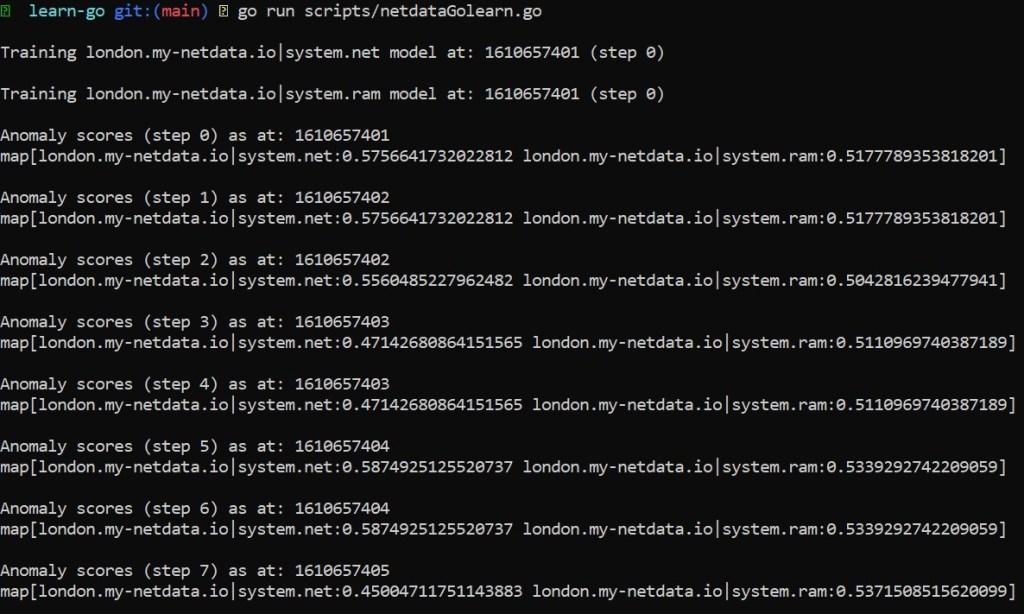 learn-go git:(main) go run scripts/netdataGolearn.go
Training london.my-netdata.io|system.net model at: 1610657401 (step 0)
Training london.my-netdata.io|system.ram model at: 1610657401 (step 0)
Anomaly scores (step 0) as at: 1610657401
map[london.my-netdata.io|system.net:0.5756641732022812 london.my-netdata.io|system.ram:0.5177789353818201]
Anomaly scores (step 1) as at: 1610657402
map[london.my-netdata.io|system.net:0.5756641732022812 london.my-netdata.io|system.ram:0.5177789353818201]
Anomaly scores (step 2) as at: 1610657402
map[london.my-netdata.io|system.net:0.5560485227962482 london.my-netdata.io|system.ram:0.5042816239477941]
Anomaly scores (step 3) as at: 1610657403
map[london.my-netdata.io|system.net:0.47142680864151565 london.my-netdata.io|system.ram:0.5110969740387189]
Anomaly scores (step 4) as at: 1610657403
map[london.my-netdata.io|system.net:0.47142680864151565 london.my-netdata.io|system.ram:0.5110969740387189]
Anomaly scores (step 5) as at: 1610657404
map[london.my-netdata.io|system.net:0.5874925125520737 london.my-netdata.io|system.ram:0.5339292742209059]
Anomaly scores (step 6) as at: 1610657404
map[london.my-netdata.io|system.net:0.5874925125520737 london.my-netdata.io|system.ram:0.5339292742209059]
Anomaly scores (step 7) as at: 1610657405
map[london.my-netdata.io|system.net:0.45004711751143883 london.my-netdata.io|system.ram:0.5371508515620099]